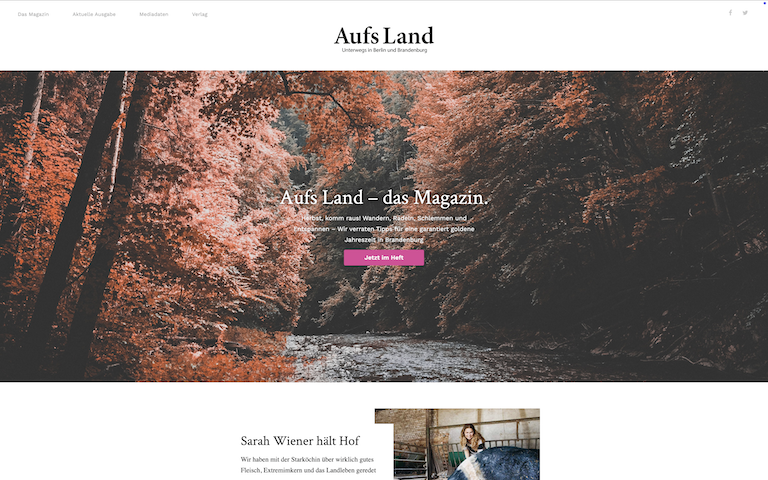 Das Magazin Aktuelle Ausgabe Mediadaten Verlag
Aufs Land
Unterwegs in Berlin und Brandenburg
Aufs Land – das Magazin.
Herbst, komm raus! Wandern, Radeln, Schlemmen und
Entspannen – Wir verraten Tipps für eine garantiert goldene
Jahreszeit in Brandenburg
Jetzt im Heft
Sarah Wiener hält Hof
Wir haben mit der Starköchin über wirklich gutes
Fleisch, Extremimkern und das Landleben geredet